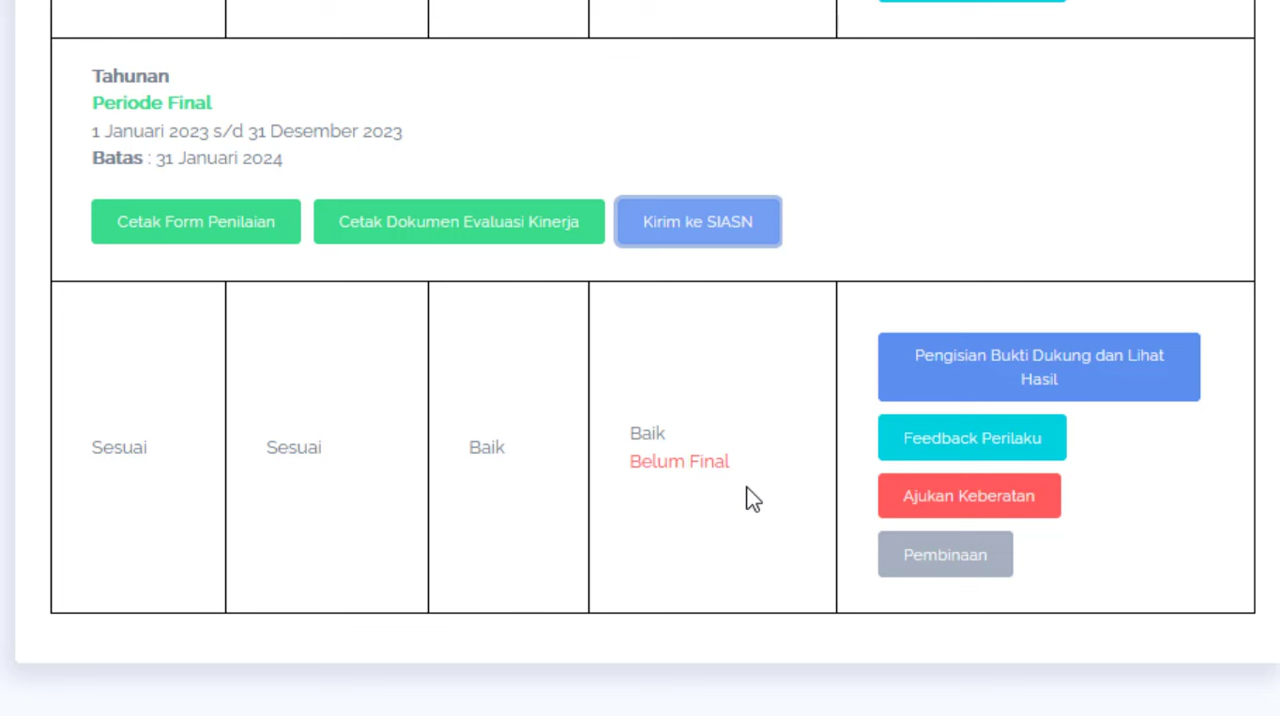 Tahunan
Periode Final
1 Januari 2023 s/d 31 Desember 2023
Batas : 31 Januari 2024
Cetak Form Penilaian
Cetak Dokumen Evaluasi Kinerja
Kirim ke SIASN
Sesuai
Sesuai
Baik
Baik
Belum Final
Pengisian Bukti Dukung dan Lihat
Hasil
Feedback Perilaku
Ajukan Keberatan
Pembinaan